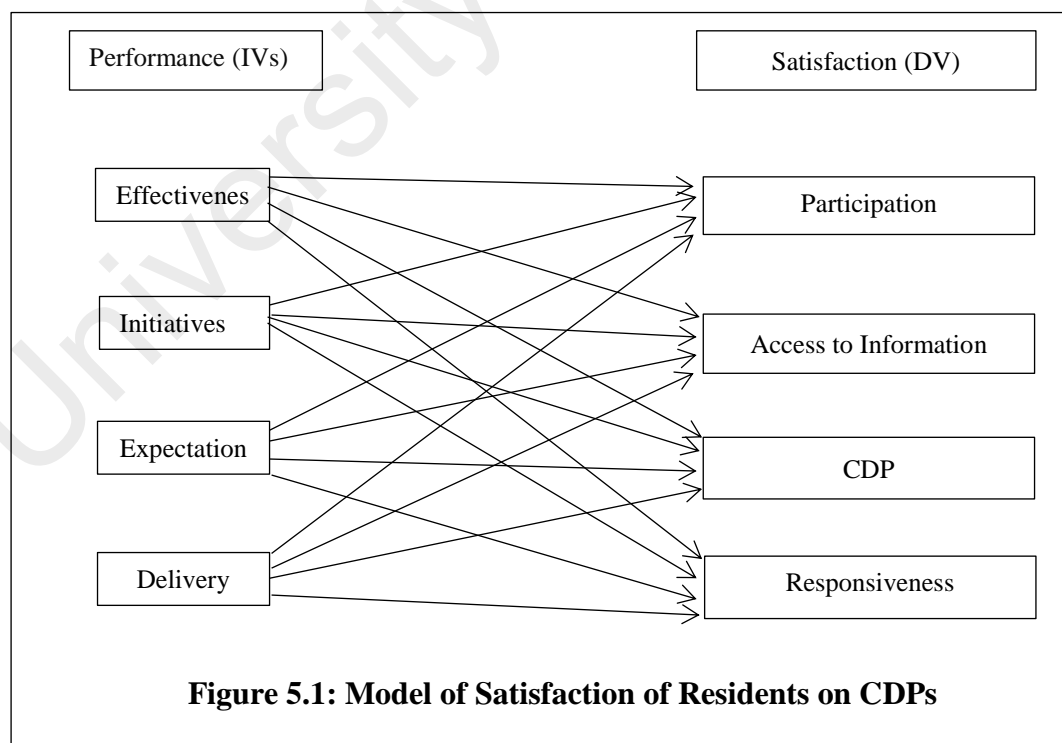 University
Performance (IVs)
Satisfaction (DV)
Effectivenes
Participation
Initiatives
Access to Information
Expectation
CDP
Delivery
Responsiveness
Figure 5.1: Model of Satisfaction of Residents on CDPs